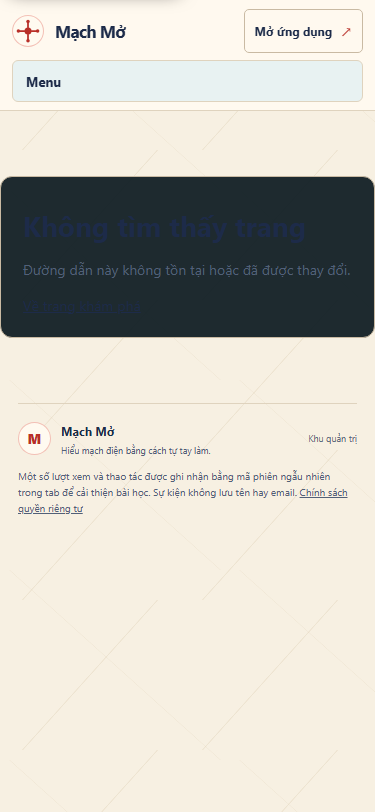 Mạch Mở
Mở ứng dụng ↗
Menu
Không tìm thấy trang
Đường dẫn này không tồn tại hoặc đã được thay đổi.
M
Mạch Mở
Hiểu mạch điện bằng cách tự tay làm.
Khu quản trị
Một số lượt xem và thao tác được ghi nhận bằng mã phiên ngẫu nhiên
trong tab để cải thiện bài học. Sự kiện không lưu tên hay email. Chính sách
quyền riêng tư